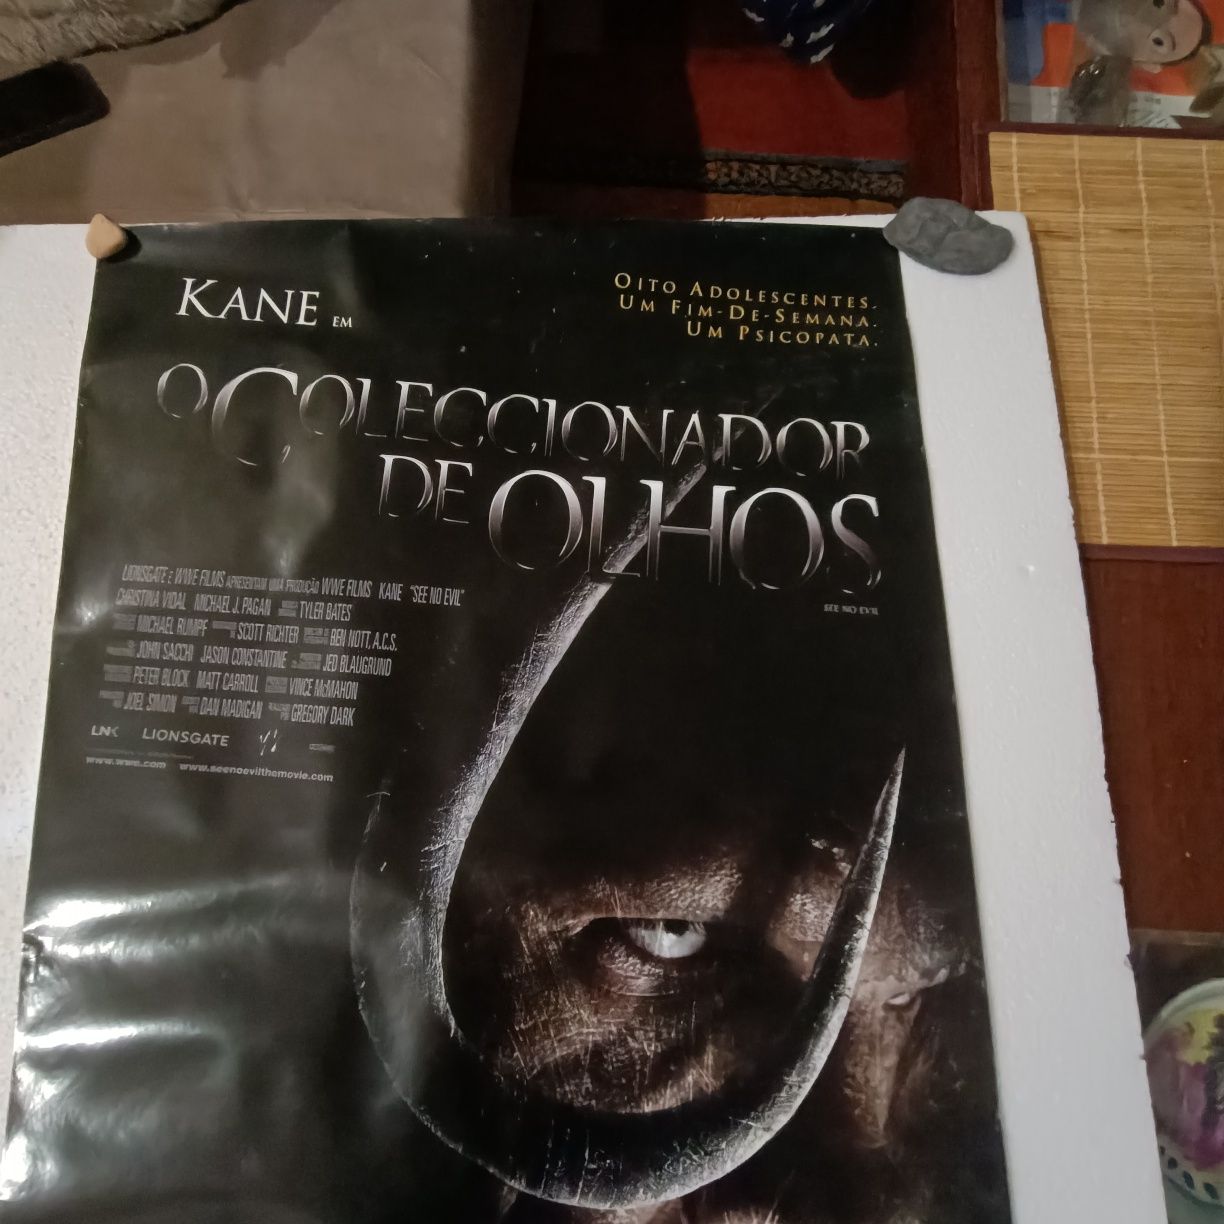 KANE EM
OITO ADOLESCENTES.
UM FIM-DE-SEMANA.
UM PSICOPATA.
O COLECCIONADOR
DE OLHOS
SEE NO EVIL
LIONSGATE E WWE FILMS APRESENTAM UMA PRODUÇÃO WWE FILMS KANE "SEE NO EVIL"
CHRISTINA VIDAL MICHAEL J. PAGAN TYLER BATES
MICHAEL RUMPF SCOTT RICHTER BEN NOTT, A.C.S.
JOHN SACCHI JASON CONSTANTINE JED BLAUGRUND
PETER BLOCK MATT CARROLL VINCE McMAHON
JOEL SIMON DAN MADIGAN GREGORY DARK
LNK LIONSGATE
www.wwe.com www.seenoevilthemovie.com